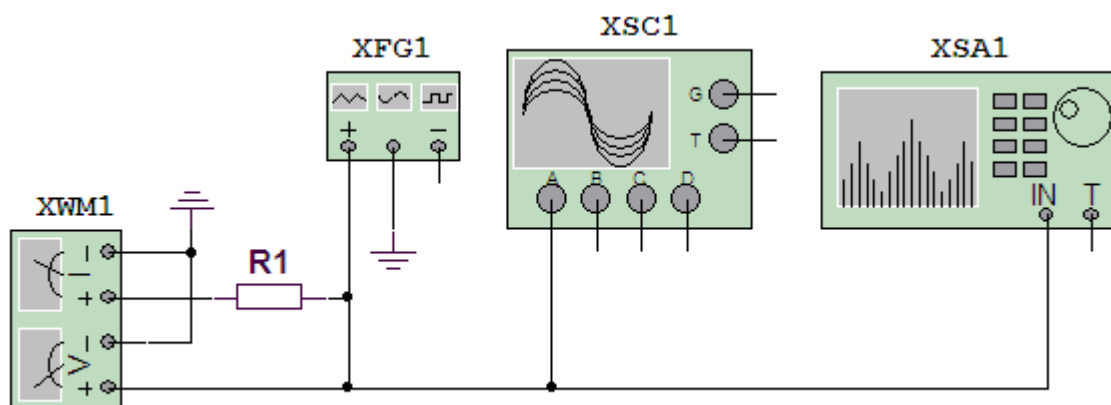 XSC1
XFG1
XSA1
G
T
+
−
A B C D
IN T
XWM1
−
I
+
R1
−
V
+